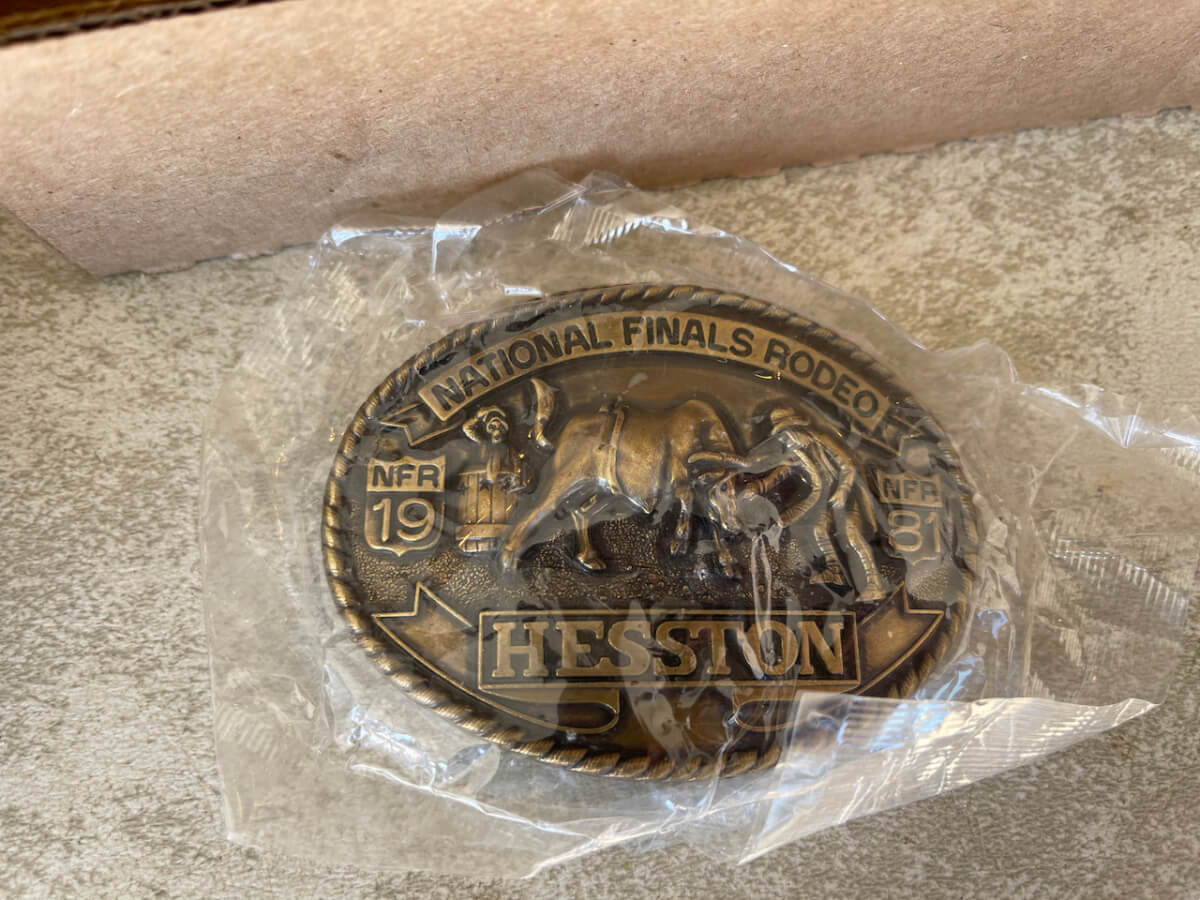 NATIONAL FINALS RODEO
NFR
19
NFR
81
HESSTON